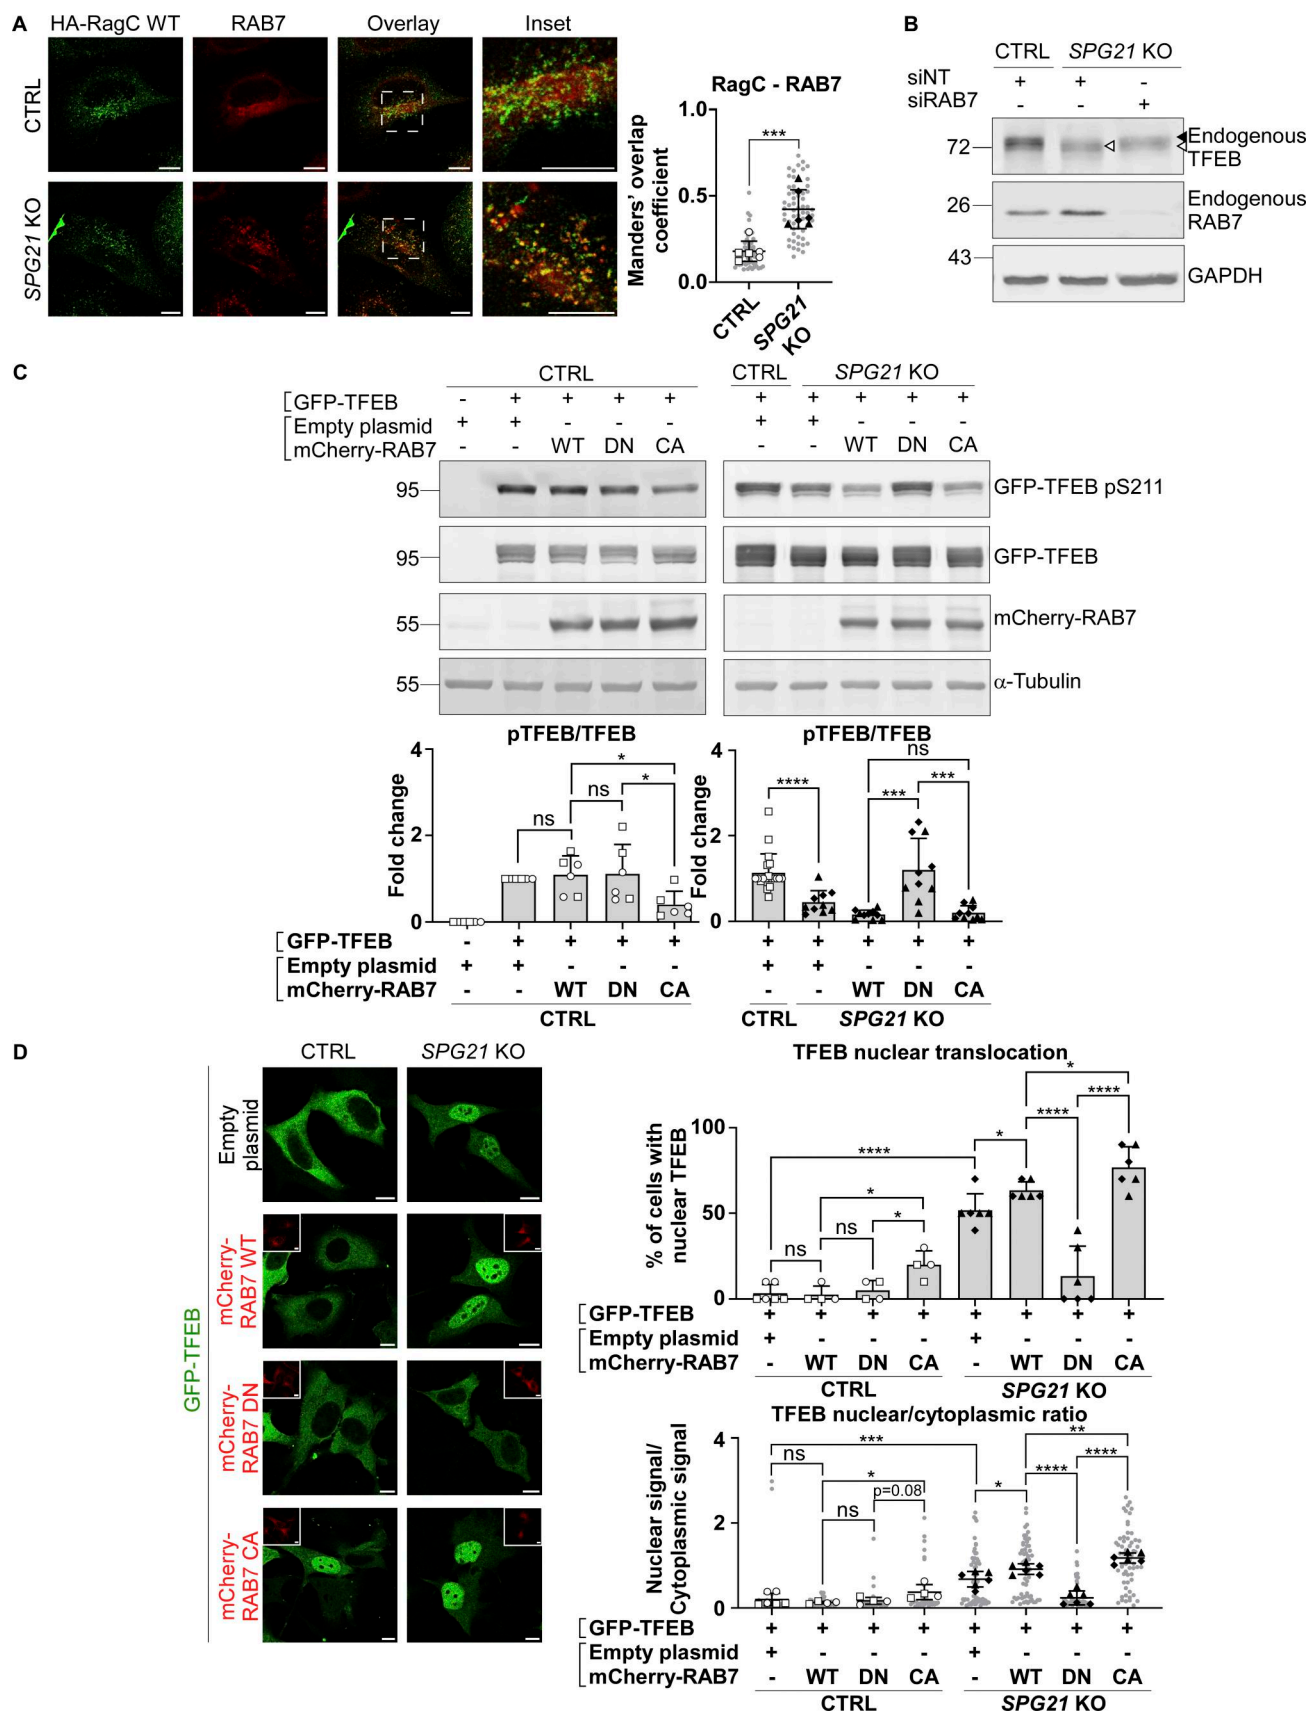 A
HA-RagC WT RAB7 Overlay Inset
CTRL
SPG21 KO
RagC - RAB7
Manders' overlap
coefficient
1.0
0.5
0.0
***
CTRL
SPG21
KO
B
CTRL SPG21 KO
siNT + + -
siRAB7 - - +
72
Endogenous
TFEB
26
Endogenous
RAB7
43
GAPDH
C
CTRL
CTRL SPG21 KO
GFP-TFEB - + + + + + + + + +
Empty plasmid + + - - - + + - - -
mCherry-RAB7 - - WT DN CA - - WT DN CA
95 GFP-TFEB pS211
95 GFP-TFEB
55 mCherry-RAB7
55 α-Tubulin
pTFEB/TFEB
Fold change
4
2
0
ns
ns
*
*
GFP-TFEB - + + + +
Empty plasmid + + - - -
mCherry-RAB7 - - WT DN CA
CTRL
pTFEB/TFEB
Fold change
4
2
0
****
***
***
ns
+ + + + +
+ + - - -
- - WT DN CA
CTRL SPG21 KO
D
CTRL SPG21 KO
GFP-TFEB
Empty
plasmid
mCherry-
RAB7 WT
mCherry-
RAB7 DN
mCherry-
RAB7 CA
TFEB nuclear translocation
% of cells with
nuclear TFEB
100
50
0
ns
ns
*
*
****
*
****
****
*
GFP-TFEB + + + + + + + +
Empty plasmid + - - - + - - -
mCherry-RAB7 - WT DN CA - WT DN CA
CTRL SPG21 KO
TFEB nuclear/cytoplasmic ratio
Nuclear signal/
Cytoplasmic signal
4
2
0
ns
ns
p=0.08
*
***
*
****
****
**
GFP-TFEB + + + + + + + +
Empty plasmid + - - - + - - -
mCherry-RAB7 - WT DN CA - WT DN CA
CTRL SPG21 KO